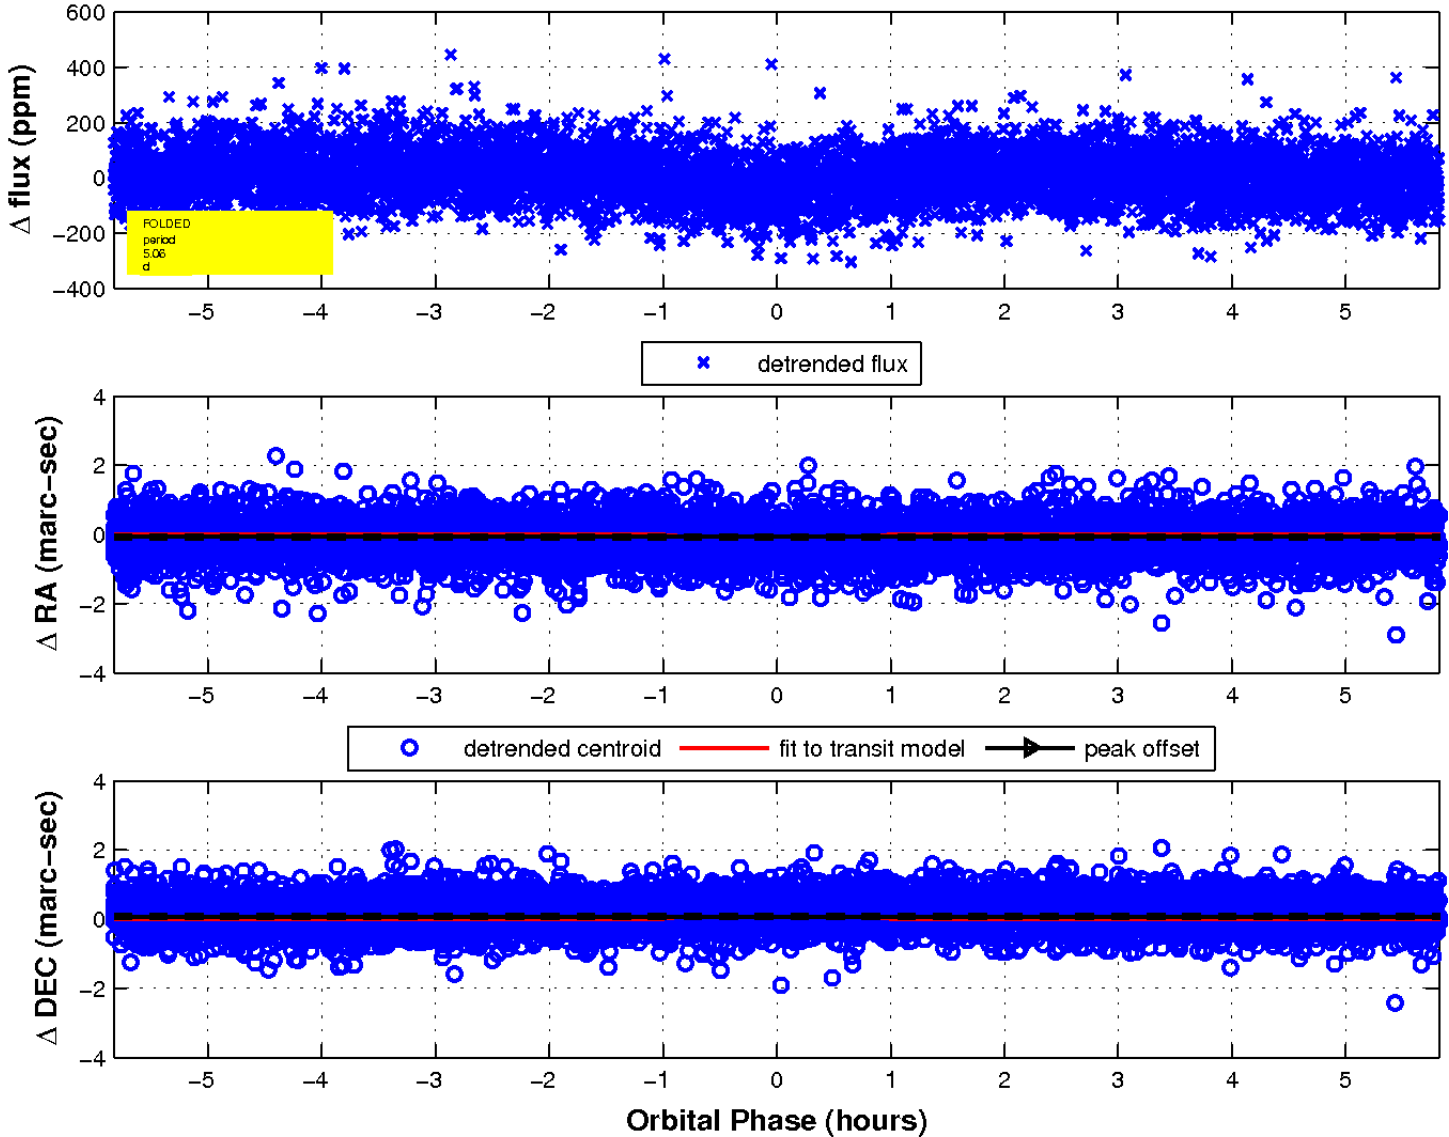 600
400
200
0
−200
−400
Δ flux (ppm)
FOLDED
period
5.06
d
−5 −4 −3 −2 −1 0 1 2 3 4 5
detrended flux
4
2
0
−2
−4
Δ RA (marc−sec)
−5 −4 −3 −2 −1 0 1 2 3 4 5
detrended centroid fit to transit model peak offset
4
2
0
−2
−4
Δ DEC (marc−sec)
−5 −4 −3 −2 −1 0 1 2 3 4 5
Orbital Phase (hours)